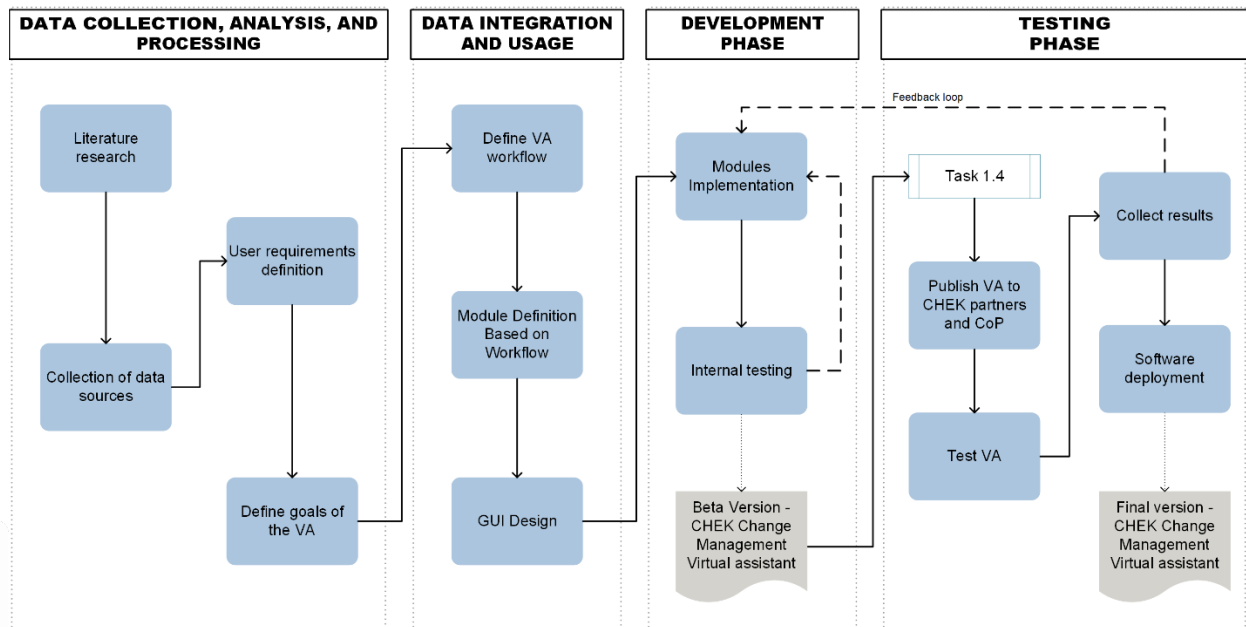 DATA COLLECTION, ANALYSIS, AND
PROCESSING
DATA INTEGRATION
AND USAGE
DEVELOPMENT
PHASE
TESTING
PHASE
Literature
research
Collection of data
sources
User requirements
definition
Define goals of
the VA
Define VA
workflow
Module Definition
Based on
Workflow
GUI Design
Modules
Implementation
Internal testing
Beta Version -
CHEK Change
Management
Virtual assistant
Feedback loop
Task 1.4
Publish VA to
CHEK partners
and CoP
Test VA
Collect results
Software
deployment
Final version -
CHEK Change
Management
Virtual assistant